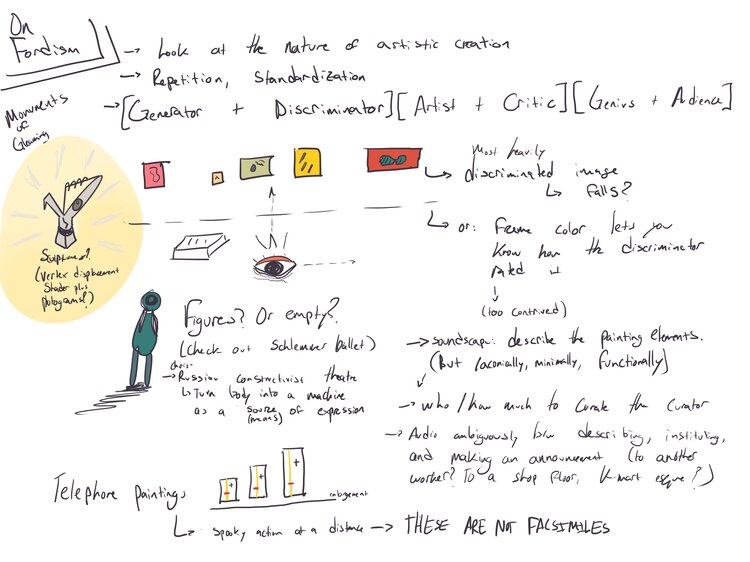 On
Fordism
→ Look at the nature of artistic creation
→ Repetition, Standardization
→ [Generator + Discriminator] [Artist + Critic] [Genius + Audience]
Monuments
of
Gleaming
Sculptures?
(Vertex displacement
Shader plus
photograms?)
Most heavily
discriminated image
↳ falls?
↳ or: Frame color lets you
know how the discriminator
rated it
↓
(too contrived)
Figures? Or empty?
(Check out Schlemmer ballet)
→ Russian constructivist theatre
↳ Turn body into a machine
as a source (means) of expression
→ soundscape: describe the painting elements.
(But laconically, minimally, functionally)
→ who / how much to Curate the curator
→ Audio ambiguously b/w describing, instituting,
and making an announcement (to another
worker? To a shop floor, K-mart esque?)
Telephone paintings
enlargement
↳ spooky action at a distance → THESE ARE NOT FACSIMILES